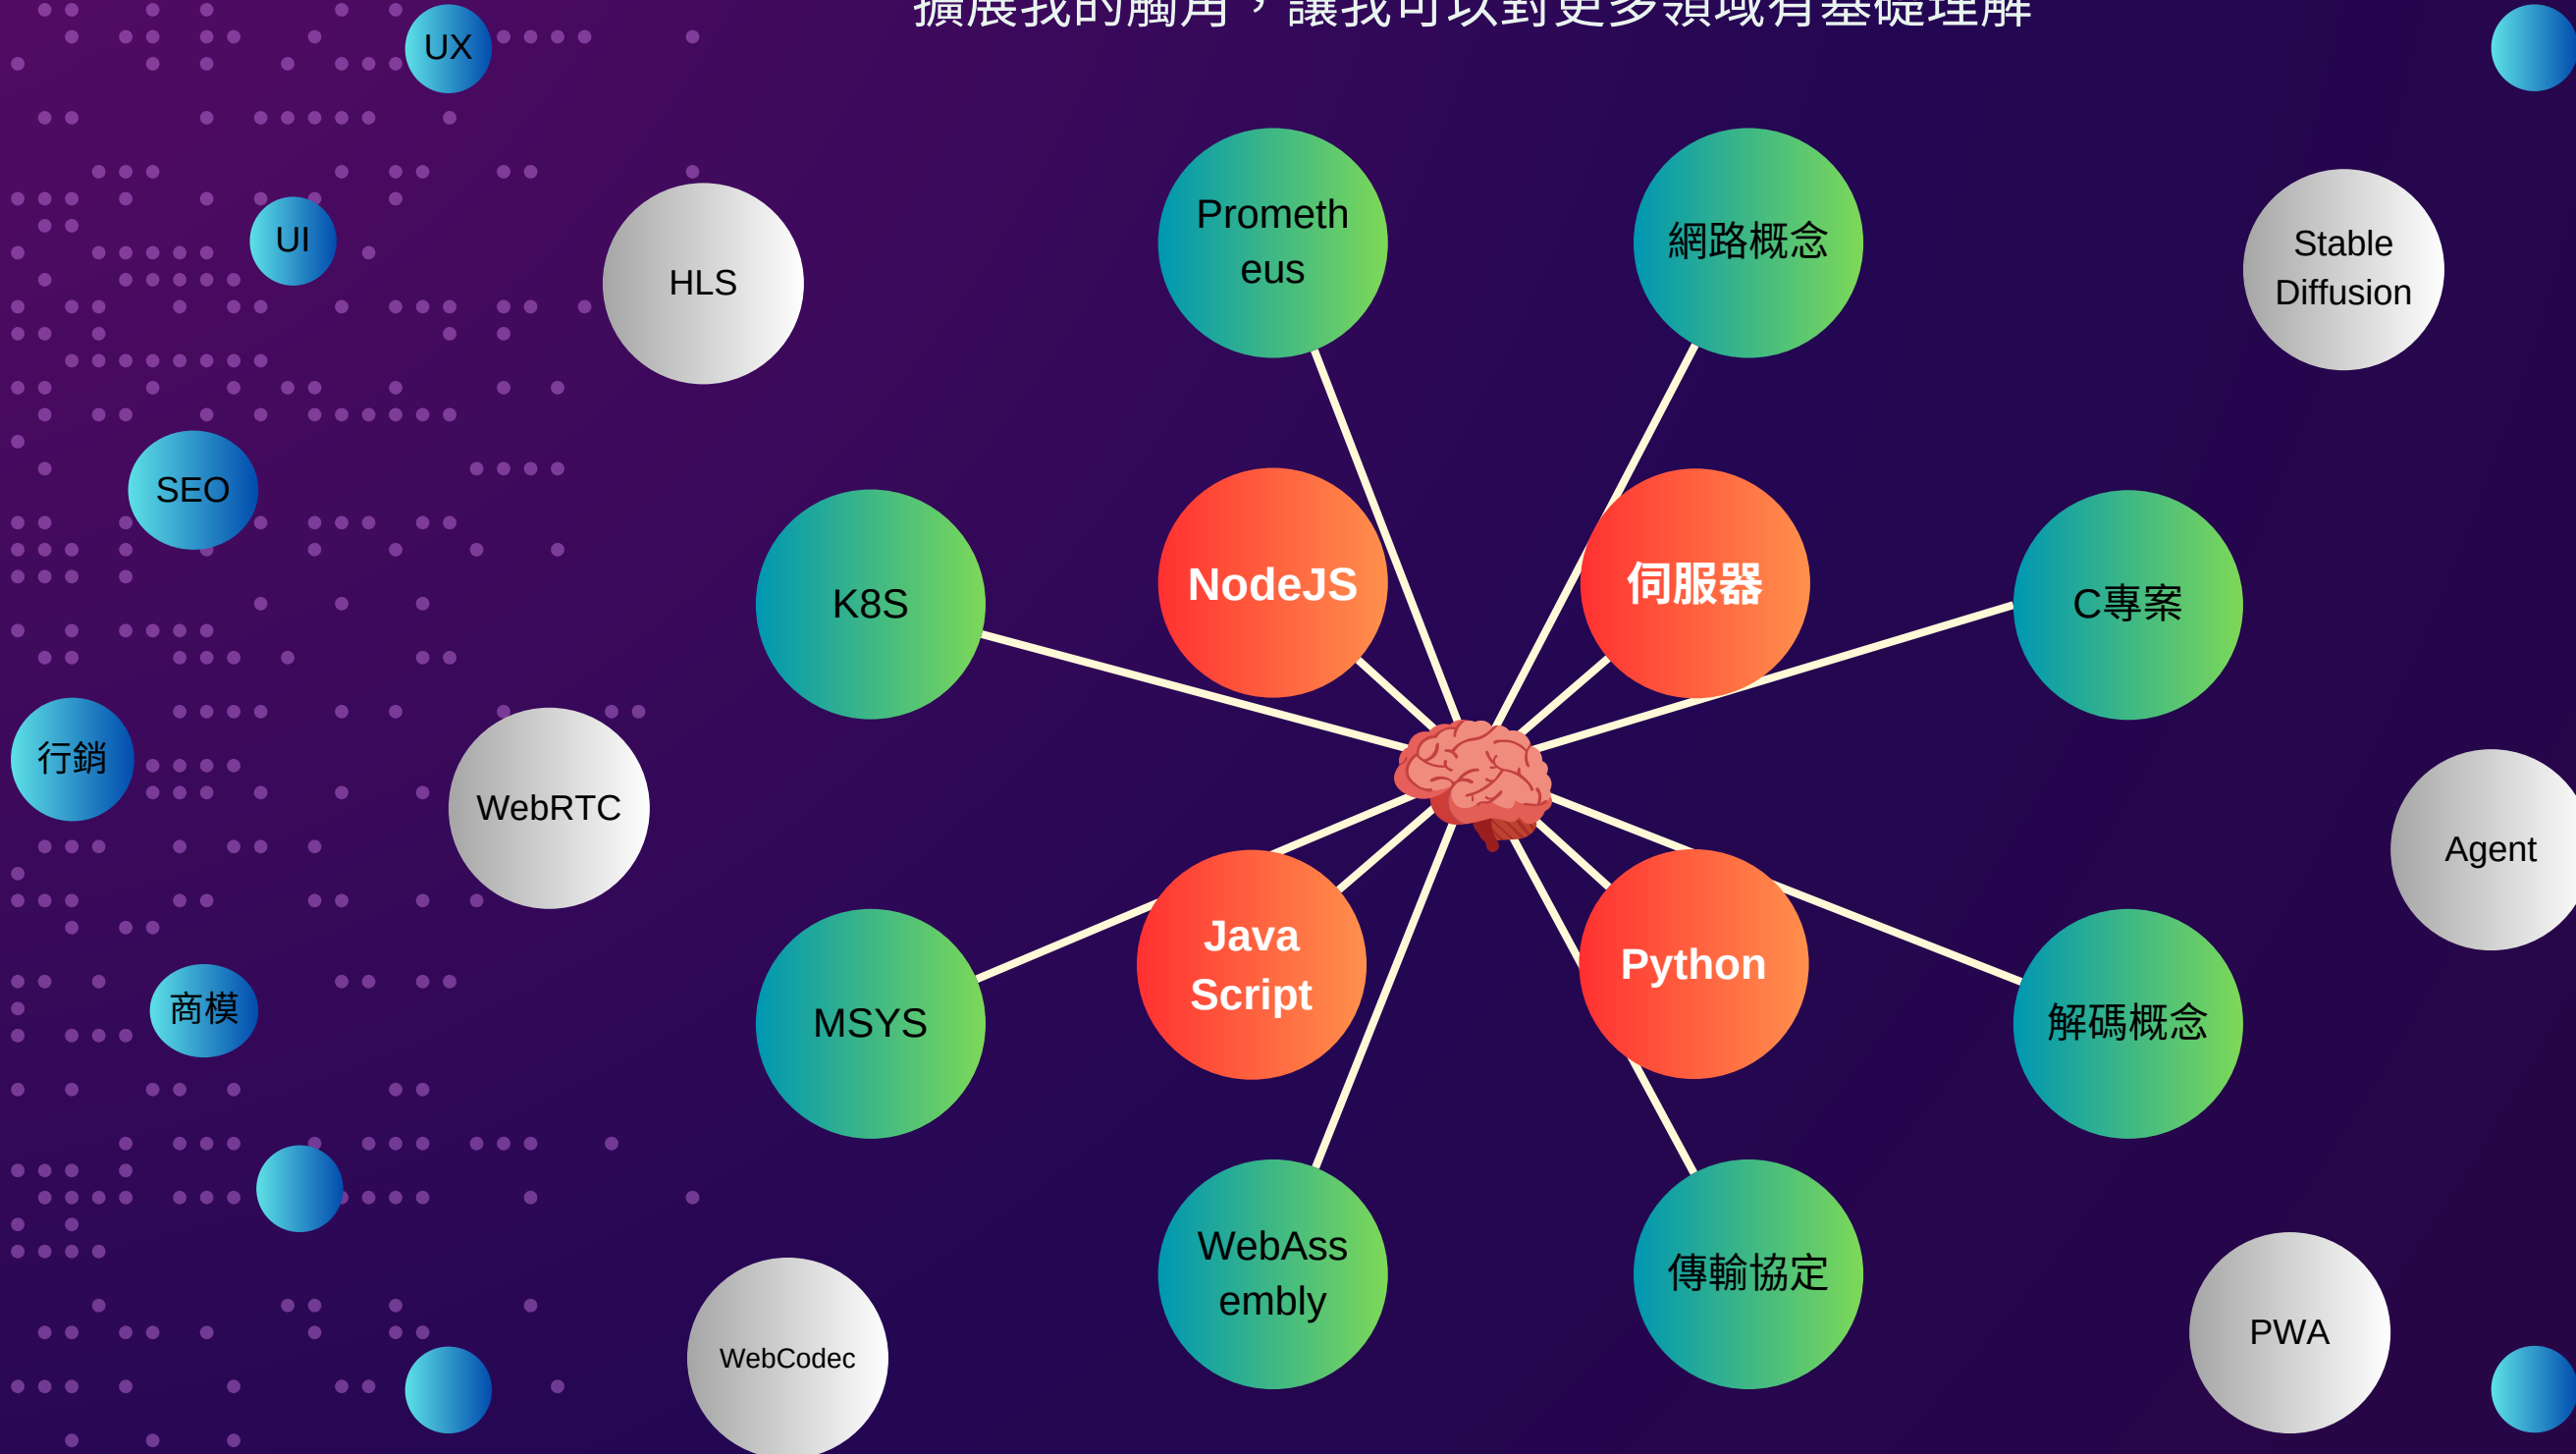 擴展我的觸角，讓我可以對更多領域有基礎理解
UX
Prometh
eus
網路概念
UI
HLS
Stable
Diffusion
SEO
K8S
NodeJS
伺服器
C專案
行銷
WebRTC
Agent
商模
MSYS
Java
Script
Python
解碼概念
WebAss
embly
傳輸協定
WebCodec
PWA